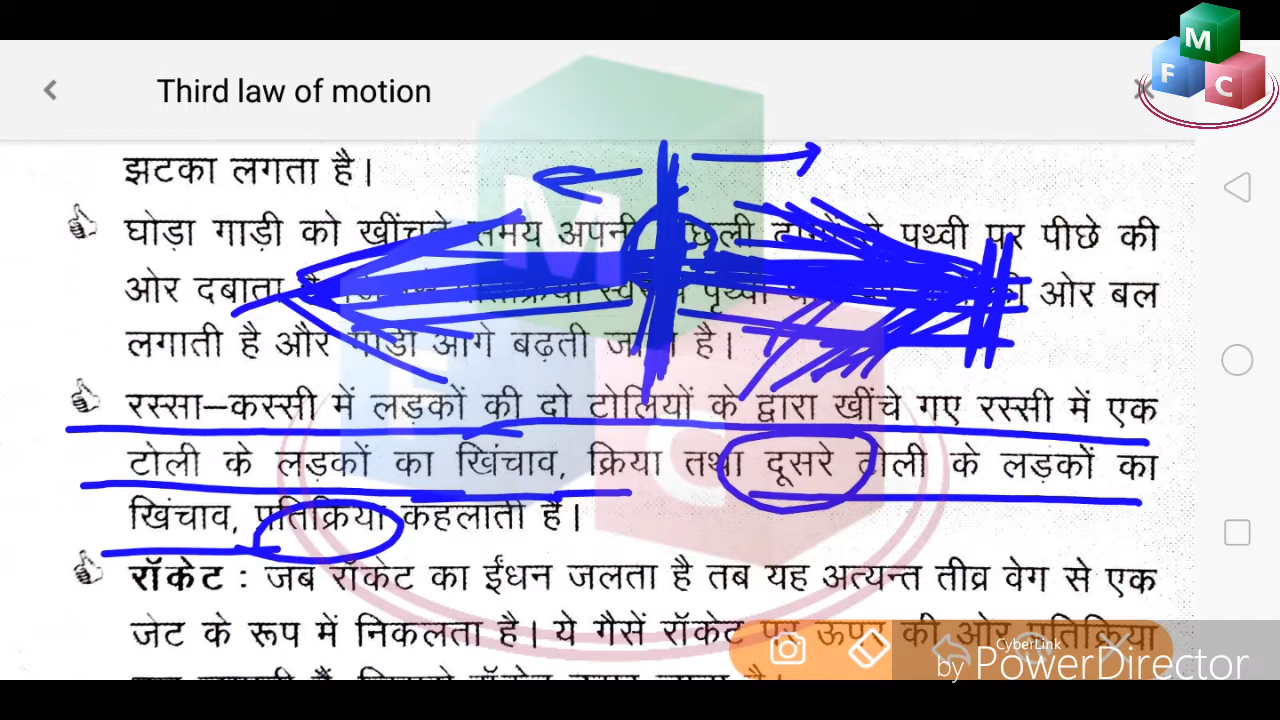 M
F
C
Third law of motion
झटका लगता है।
घोड़ा गाड़ी को खींचते समय अपनी पृथ्वी पर पीछे की
ओर दबाता ओर बल
लगाती है और गाड़ी आगे बढ़ती जाता है।
रस्सा–कस्सी में लड़कों की दो टोलियों के द्वारा खींचे गए रस्सी में एक
टोली के लड़कों का खिंचाव, क्रिया तथा दूसरे टोली के लड़कों का
खिंचाव, प्रतिक्रिया कहलाती है।
रॉकेट : जब रॉकेट का ईंधन जलता है तब यह अत्यन्त तीव्र वेग से एक
जेट के रूप में निकलता है। ये गैसें रॉकेट पर ऊपर की ओर प्रतिक्रिया
CyberLink
by PowerDirector